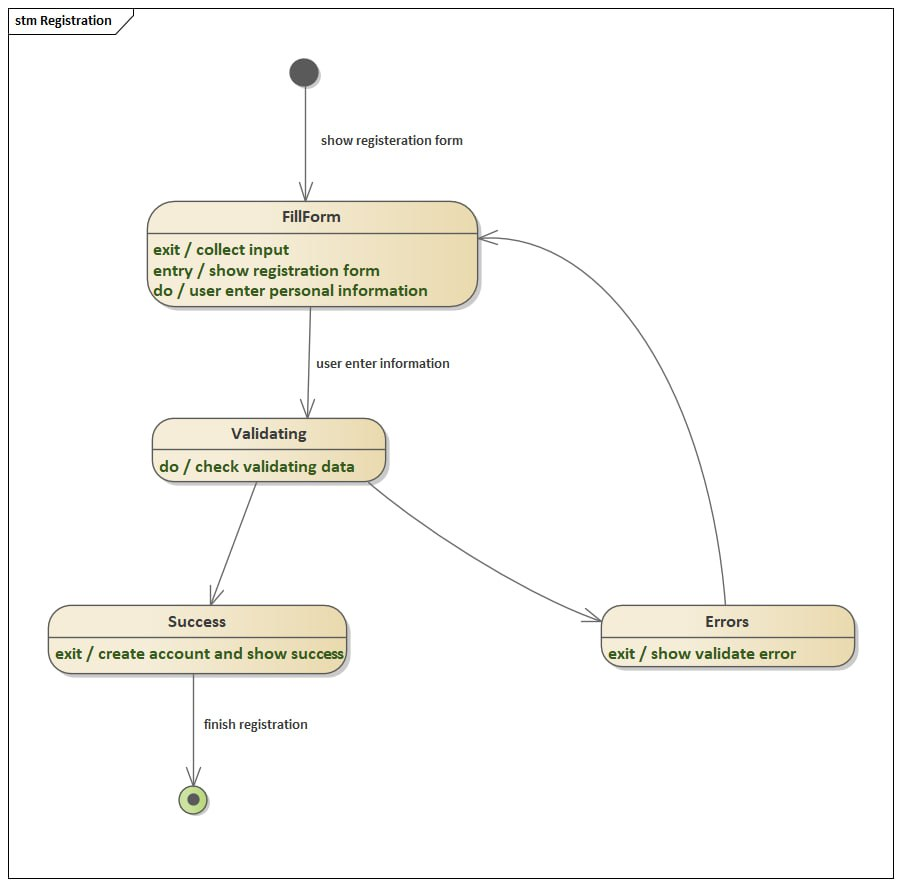 stm Registration
show registeration form
FillForm
exit / collect input
entry / show registration form
do / user enter personal information
user enter information
Validating
do / check validating data
Success
exit / create account and show success
Errors
exit / show validate error
finish registration